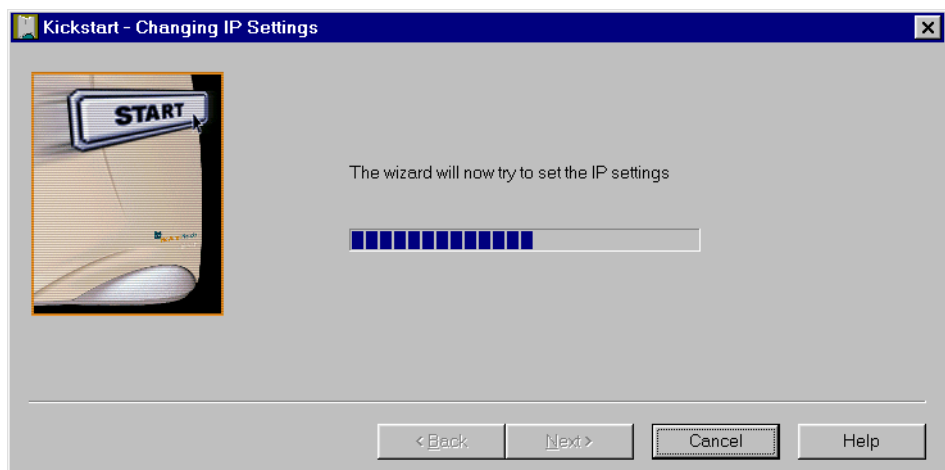 Kickstart - Changing IP Settings
START
The wizard will now try to set the IP settings
< Back
Next >
Cancel
Help